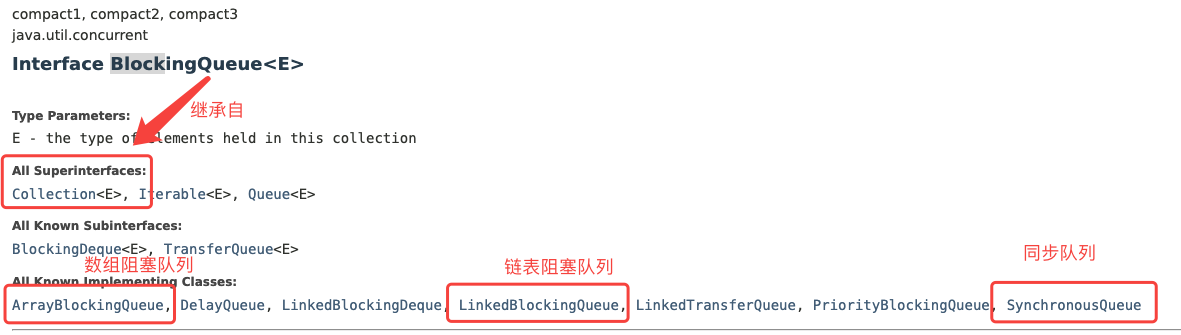 compact1, compact2, compact3
java.util.concurrent
Interface BlockingQueue<E>
继承自
Type Parameters:
E - the type of elements held in this collection
All Superinterfaces:
Collection<E>, Iterable<E>, Queue<E>
All Known Subinterfaces:
BlockingDeque<E>, TransferQueue<E>
数组阻塞队列
链表阻塞队列
同步队列
All Known Implementing Classes:
ArrayBlockingQueue, DelayQueue, LinkedBlockingDeque, LinkedBlockingQueue, LinkedTransferQueue, PriorityBlockingQueue, SynchronousQueue